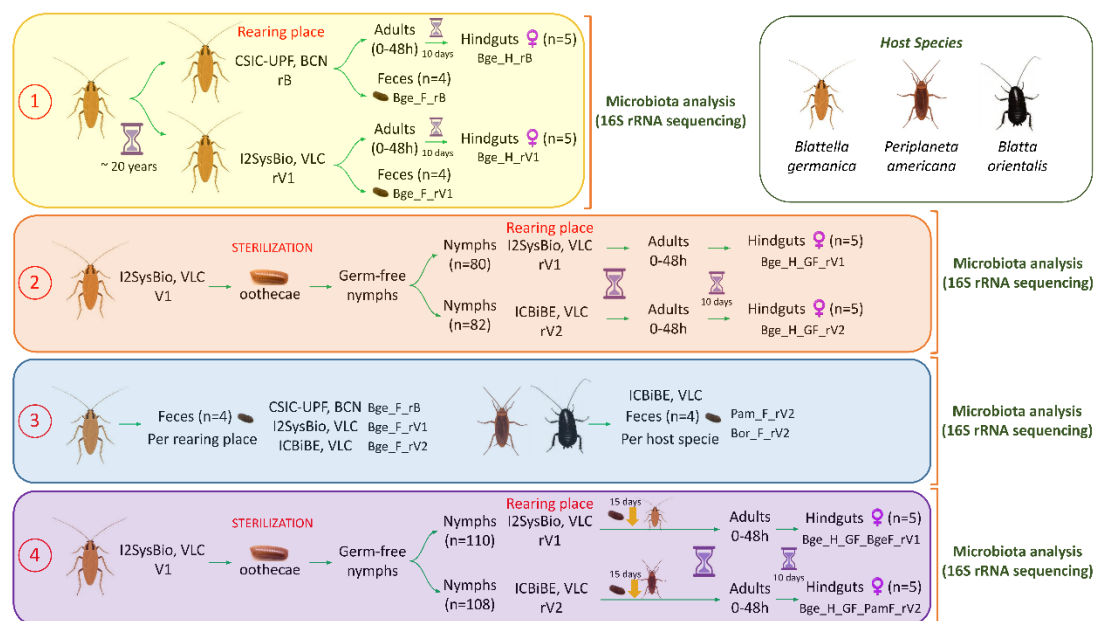 1
~ 20 years
Rearing place
CSIC-UPF, BCN
rB
Adults
(0-48h)
10 days
Hindguts ♀ (n=5)
Bge_H_rB
Feces (n=4)
Bge_F_rB
I2SysBio, VLC
rV1
Adults
(0-48h)
10 days
Hindguts ♀ (n=5)
Bge_H_rV1
Feces (n=4)
Bge_F_rV1
Microbiota analysis
(16S rRNA sequencing)
Host Species
Blattella
germanica
Periplaneta
americana
Blatta
orientalis
2
I2SysBio, VLC
V1
STERILIZATION
oothecae
Germ-free
nymphs
Rearing place
Nymphs
(n=80)
I2SysBio, VLC
rV1
Adults
0-48h
Hindguts ♀ (n=5)
Bge_H_GF_rV1
10 days
Nymphs
(n=82)
ICBiBE, VLC
rV2
Adults
0-48h
Hindguts ♀ (n=5)
Bge_H_GF_rV2
Microbiota analysis
(16S rRNA sequencing)
3
Feces (n=4)
Per rearing place
CSIC-UPF, BCN Bge_F_rB
I2SysBio, VLC Bge_F_rV1
ICBiBE, VLC Bge_F_rV2
ICBiBE, VLC
Feces (n=4)
Per host specie
Pam_F_rV2
Bor_F_rV2
Microbiota analysis
(16S rRNA sequencing)
4
I2SysBio, VLC
V1
STERILIZATION
oothecae
Germ-free
nymphs
Rearing place
Nymphs
(n=110)
I2SysBio, VLC
rV1
15 days
Adults
0-48h
Hindguts ♀ (n=5)
Bge_H_GF_BgeF_rV1
10 days
Nymphs
(n=108)
ICBiBE, VLC
rV2
15 days
Adults
0-48h
Hindguts ♀ (n=5)
Bge_H_GF_PamF_rV2
Microbiota analysis
(16S rRNA sequencing)